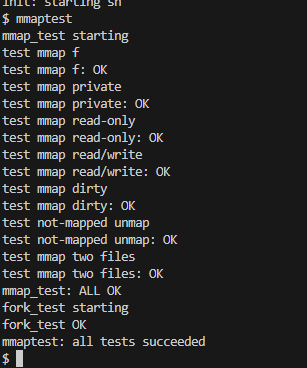 init: starting sh
$ mmaptest
mmap_test starting
test mmap f
test mmap f: OK
test mmap private
test mmap private: OK
test mmap read-only
test mmap read-only: OK
test mmap read/write
test mmap read/write: OK
test mmap dirty
test mmap dirty: OK
test not-mapped unmap
test not-mapped unmap: OK
test mmap two files
test mmap two files: OK
mmap_test: ALL OK
fork_test starting
fork_test OK
mmaptest: all tests succeeded
$